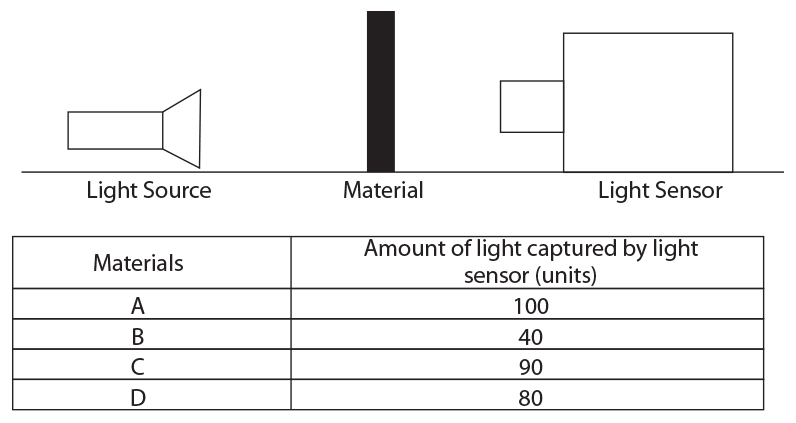 Light Source Material Light Sensor
Materials Amount of light captured by light
sensor (units)
A 100
B 40
C 90
D 80